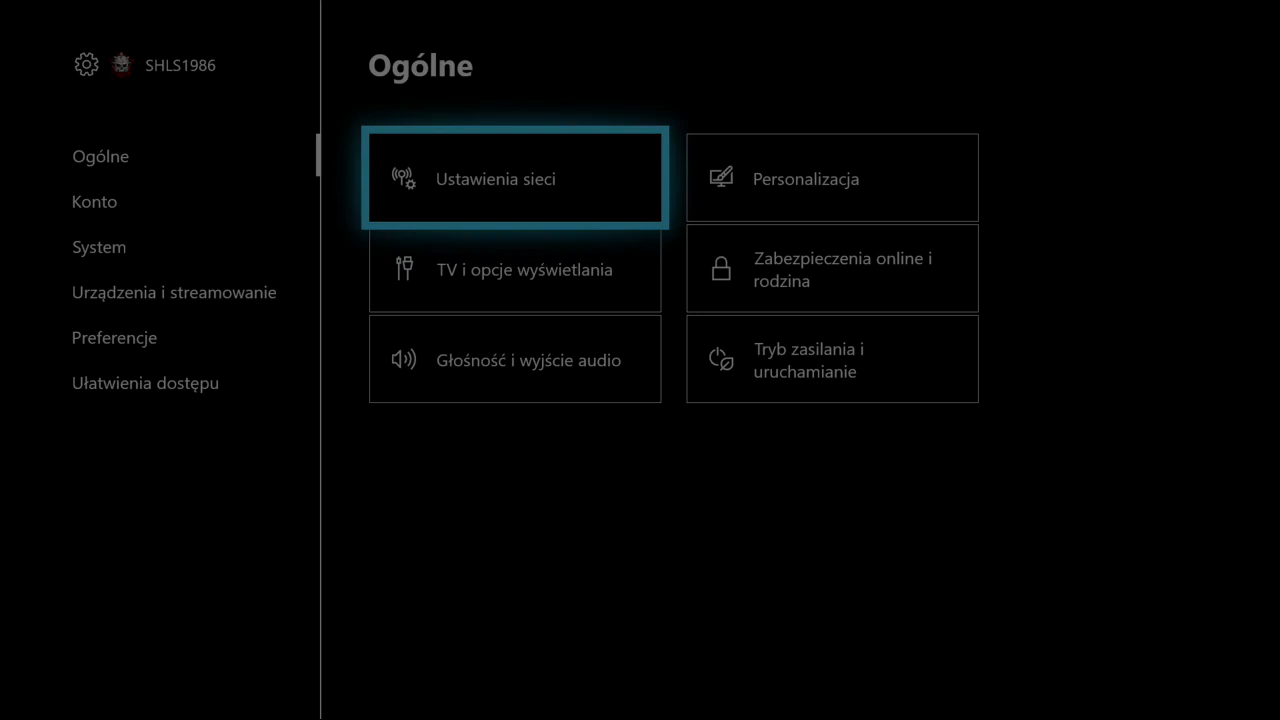 SHLS1986
Ogólne
Konto
System
Urządzenia i streamowanie
Preferencje
Ułatwienia dostępu
Ogólne
Ustawienia sieci
Personalizacja
TV i opcje wyświetlania
Zabezpieczenia online i
rodzina
Głośność i wyjście audio
Tryb zasilania i
uruchamianie